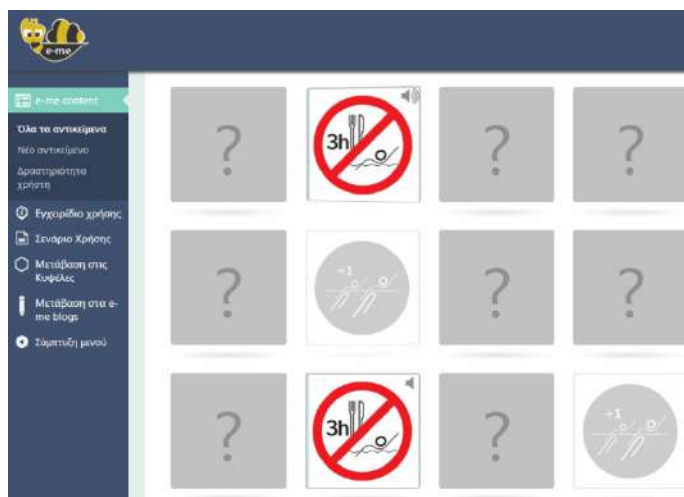 e-me
e-me content
Όλα τα αντικείμενα
Νέο αντικείμενο
Δραστηριότητα
χρήστη
Εγχειρίδιο χρήσης
Σενάριο Χρήσης
Μετάβαση στις
Κυψέλες
Μετάβαση στα e-
me blogs
Σύμπτυξη μενού
? 3h ? ?
? +1 ? ?
? 3h ? +1